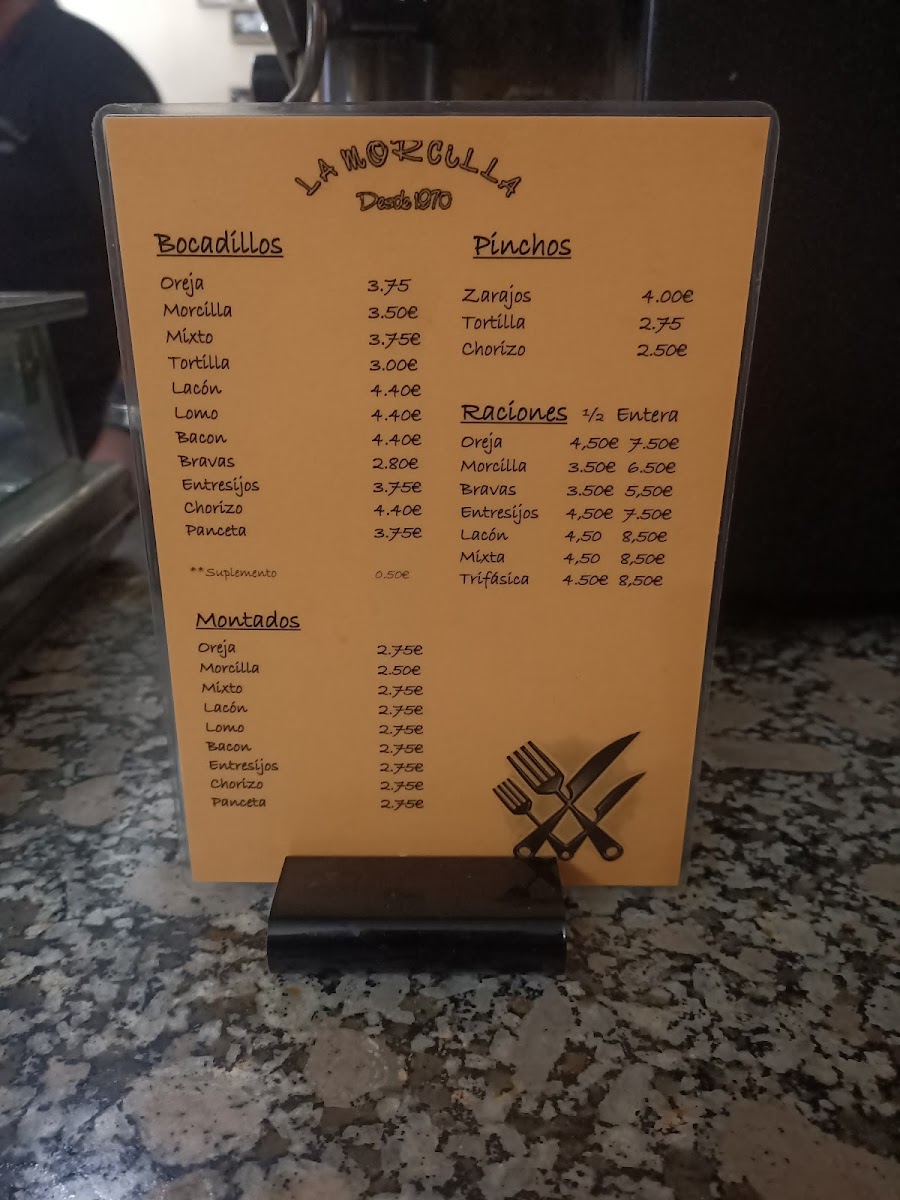 LA MORCILLA
Desde 1970
Bocadillos
Oreja 3.75
Morcilla 3.50€
Mixto 3.75€
Tortilla 3.00€
Lacón 4.40€
Lomo 4.40€
Bacon 4.40€
Bravas 2.80€
Entresijos 3.75€
Chorizo 4.40€
Panceta 3.75€
**Suplemento 0.50€
Montados
Oreja 2.75€
Morcilla 2.50€
Mixto 2.75€
Lacón 2.75€
Lomo 2.75€
Bacon 2.75€
Entresijos 2.75€
Chorizo 2.75€
Panceta 2.75€
Pinchos
Zarajos 4.00€
Tortilla 2.75
Chorizo 2.50€
Raciones 1/2 Entera
Oreja 4,50€ 7.50€
Morcilla 3.50€ 6.50€
Bravas 3.50€ 5,50€
Entresijos 4,50€ 7.50€
Lacón 4,50 8,50€
Mixta 4,50 8,50€
Trifásica 4.50€ 8,50€